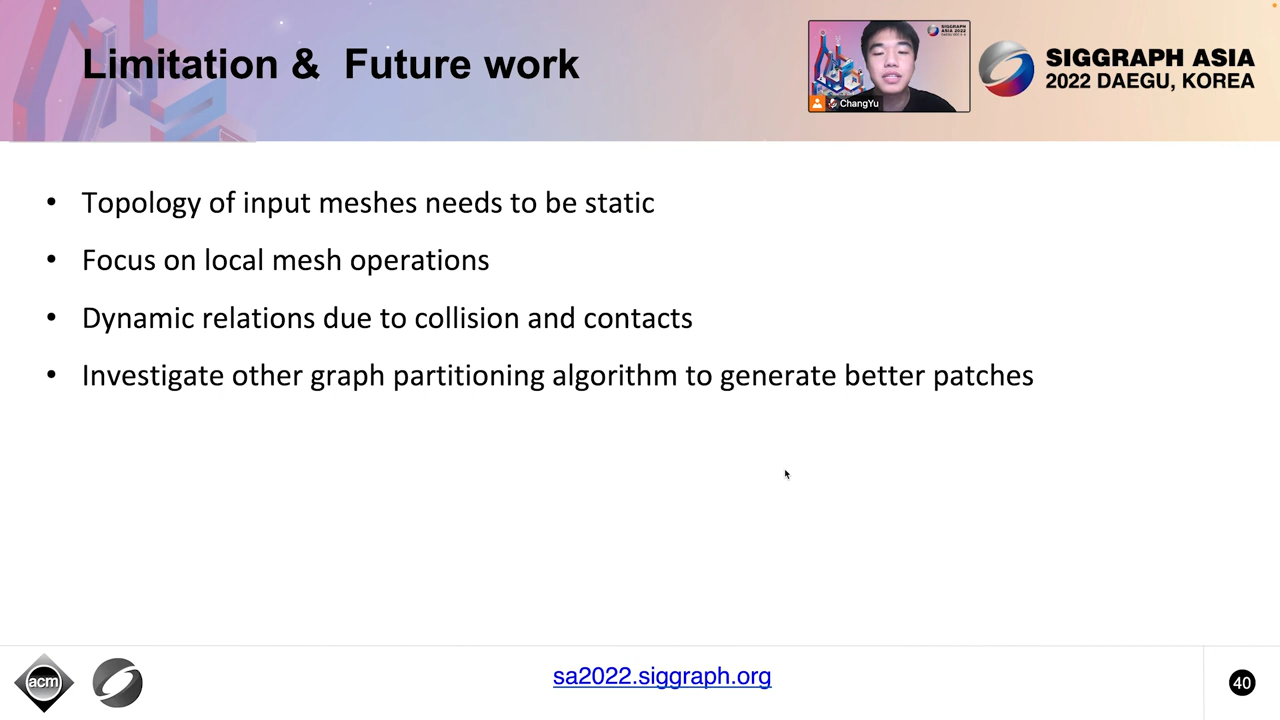 Limitation & Future work
ChangYu
SIGGRAPH ASIA
2022 DAEGU, KOREA
• Topology of input meshes needs to be static
• Focus on local mesh operations
• Dynamic relations due to collision and contacts
• Investigate other graph partitioning algorithm to generate better patches
acm
sa2022.siggraph.org
40